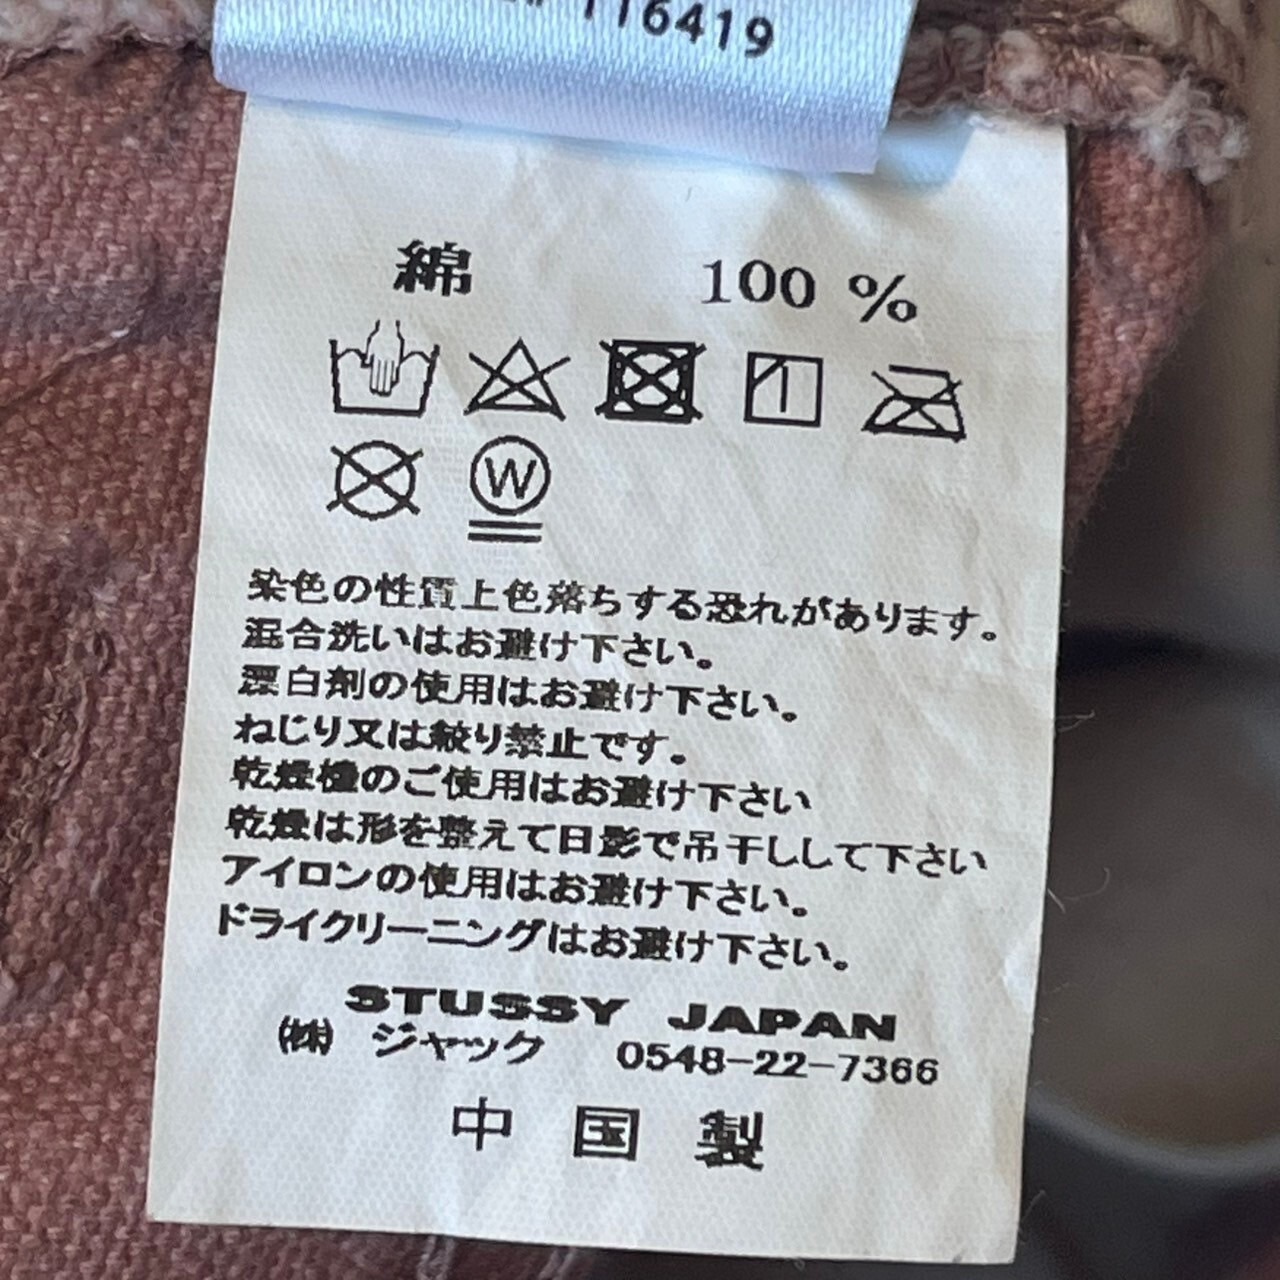 116419
綿 100 %
W
染色の性質上色落ちする恐れがあります。
混合洗いはお避け下さい。
漂白剤の使用はお避け下さい。
ねじり又は絞り禁止です。
乾燥機のご使用はお避け下さい
乾燥は形を整えて日影で吊干しして下さい
アイロンの使用はお避け下さい。
ドライクリーニングはお避け下さい。
STUSSY JAPAN
㈱ ジャック 0548-22-7366
中国製